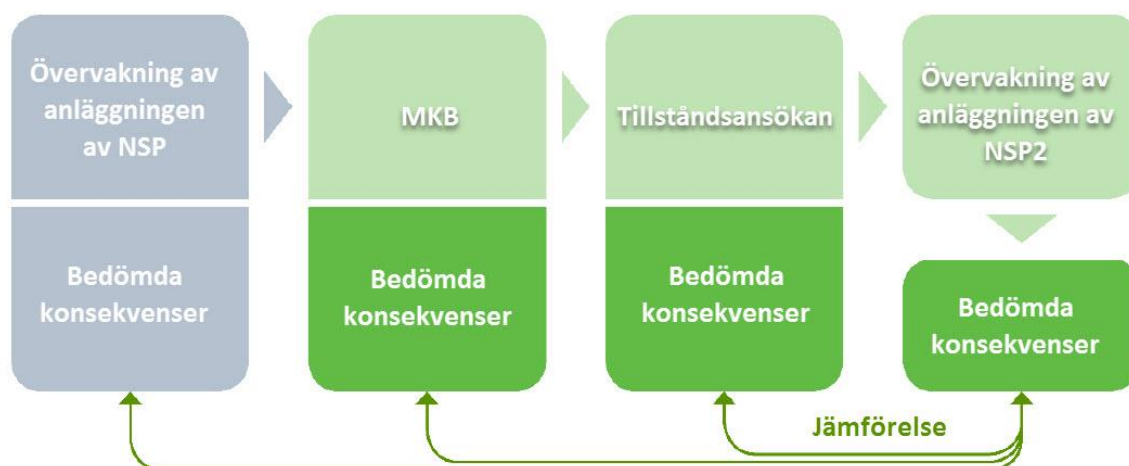 Övervakning av
anläggningen
av NSP
MKB
Tillståndsansökan
Övervakning av
anläggningen av
NSP2
Bedömda
konsekvenser
Bedömda
konsekvenser
Bedömda
konsekvenser
Bedömda
konsekvenser
Jämförelse